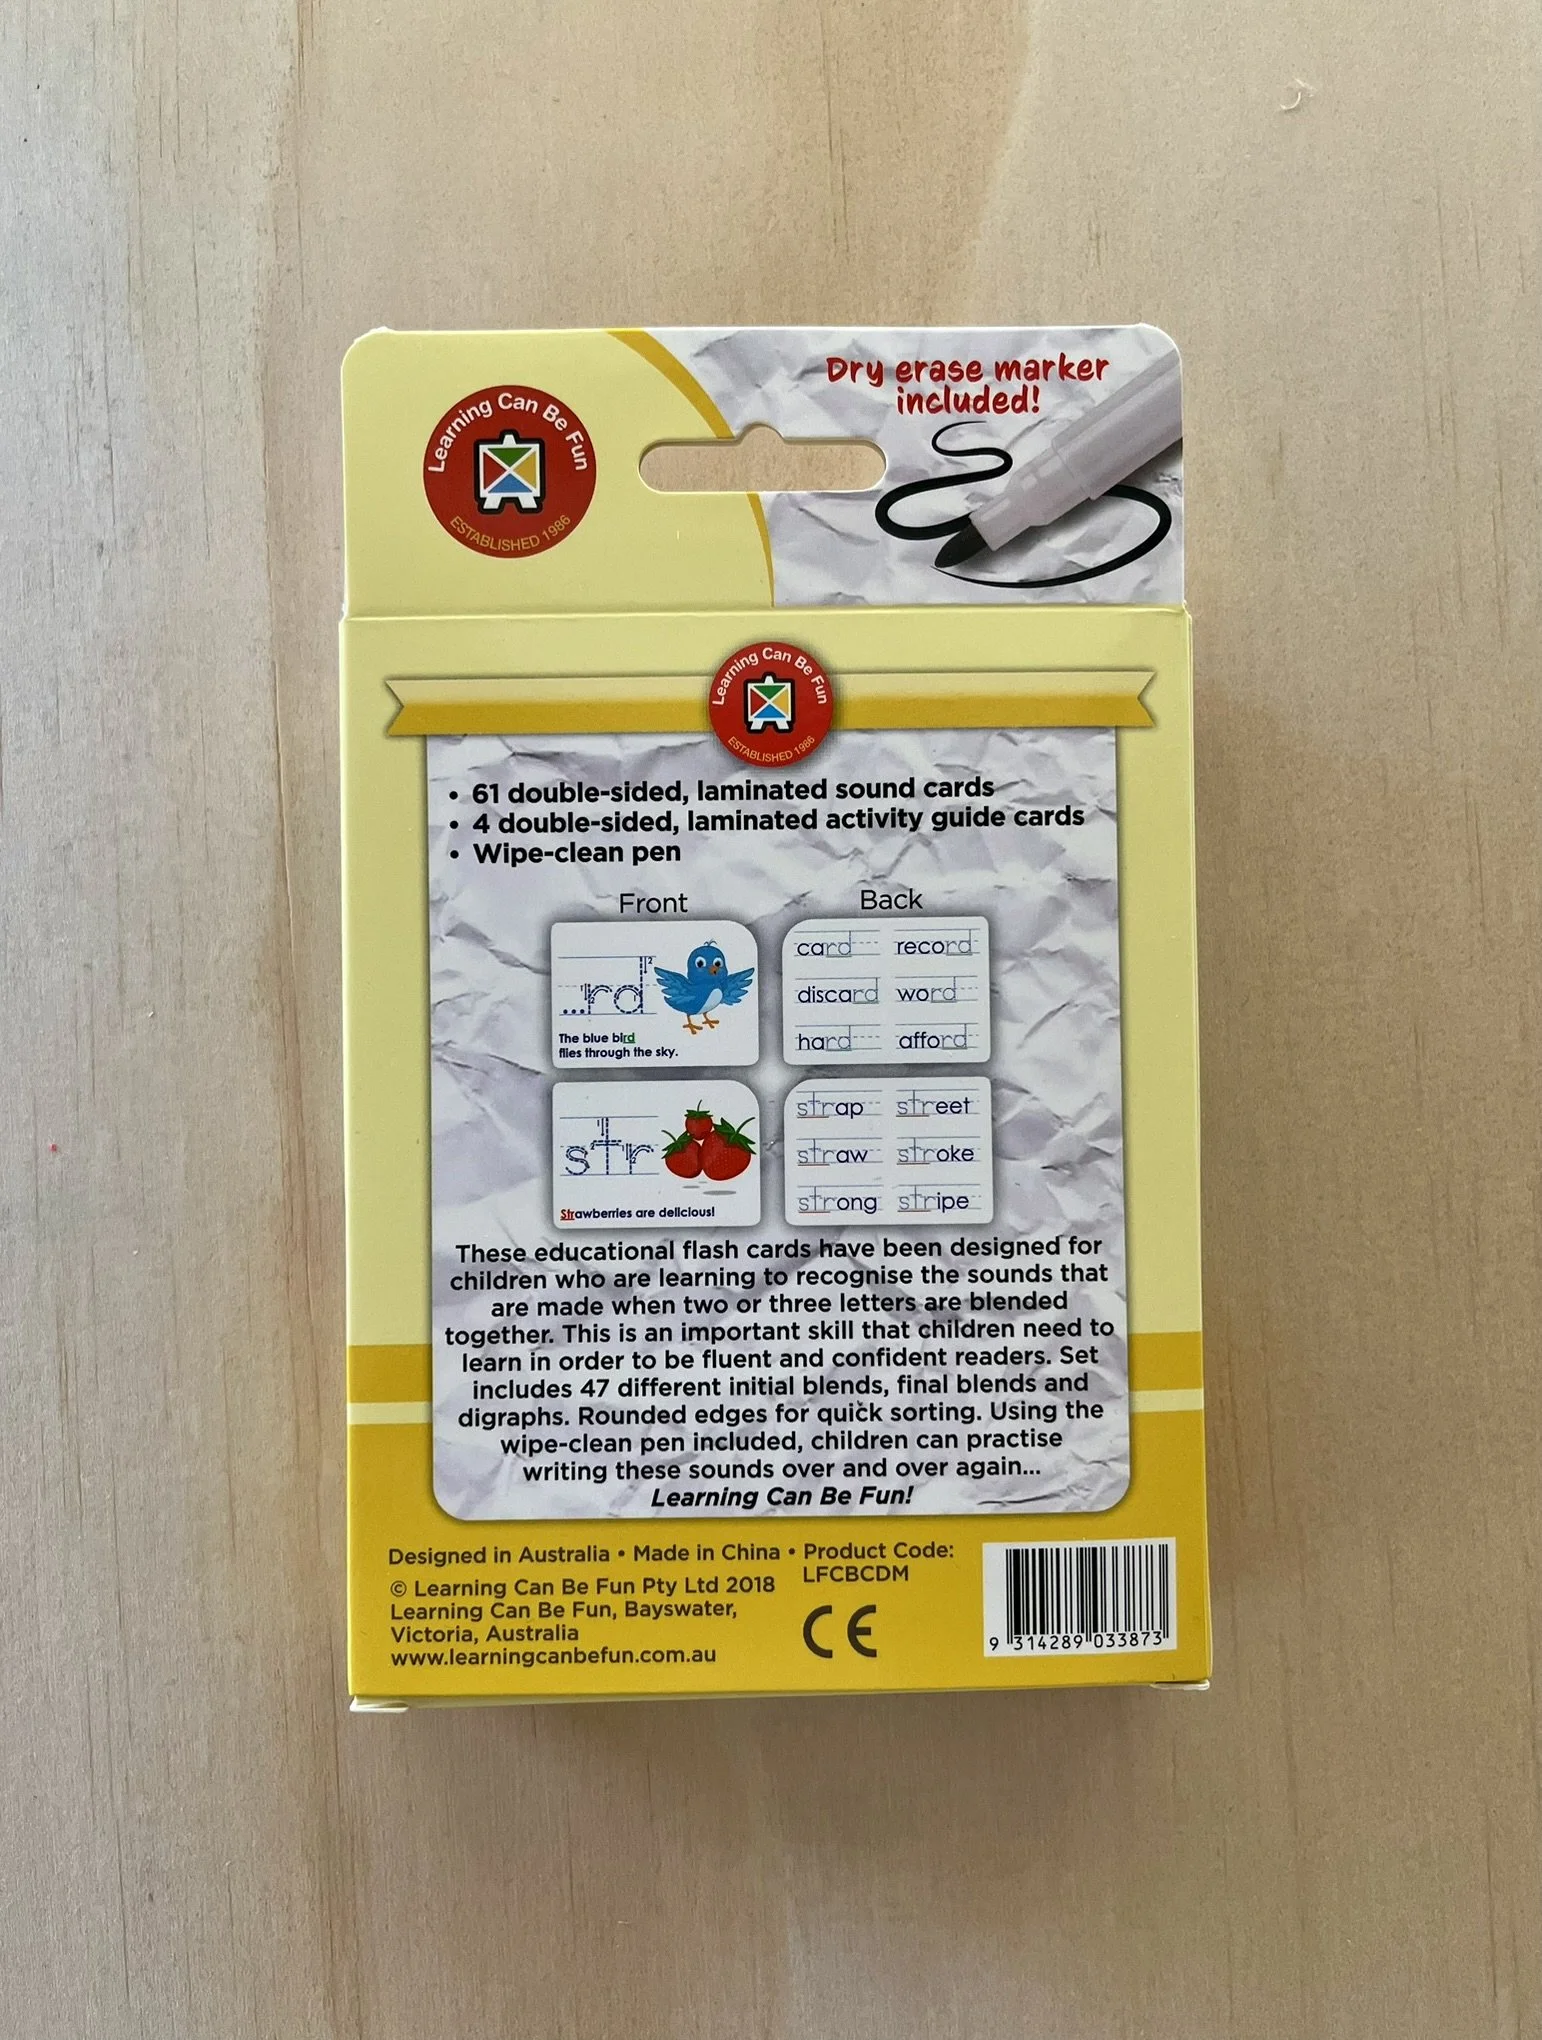 Learning Can Be Fun
ESTABLISHED 1986
Dry erase marker
included!
Learning Can Be Fun
ESTABLISHED 1986
• 61 double-sided, laminated sound cards
• 4 double-sided, laminated activity guide cards
• Wipe-clean pen
Front
Back
...rd
The blue bird
flies through the sky.
card record
discard word
hard afford
str
Strawberries are delicious!
strap street
straw stroke
strong stripe
These educational flash cards have been designed for
children who are learning to recognise the sounds that
are made when two or three letters are blended
together. This is an important skill that children need to
learn in order to be fluent and confident readers. Set
includes 47 different initial blends, final blends and
digraphs. Rounded edges for quick sorting. Using the
wipe-clean pen included, children can practise
writing these sounds over and over again...
Learning Can Be Fun!
Designed in Australia • Made in China • Product Code:
LFCBCDM
© Learning Can Be Fun Pty Ltd 2018
Learning Can Be Fun, Bayswater,
Victoria, Australia
www.learningcanbefun.com.au
CE
9 314289 033873